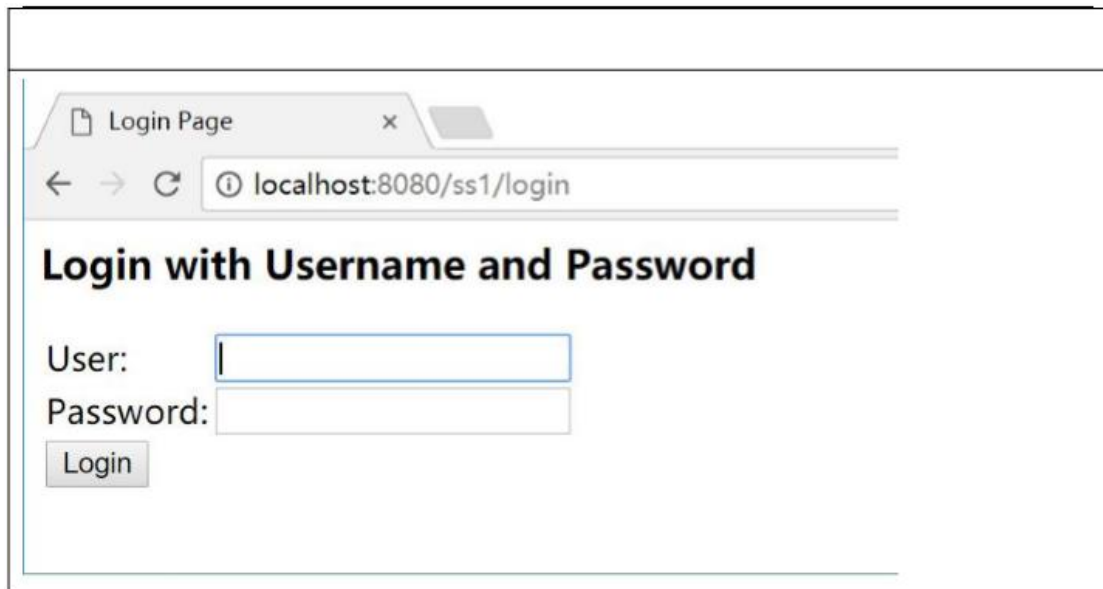 Login Page
localhost:8080/ss1/login
Login with Username and Password
User:
Password:
Login